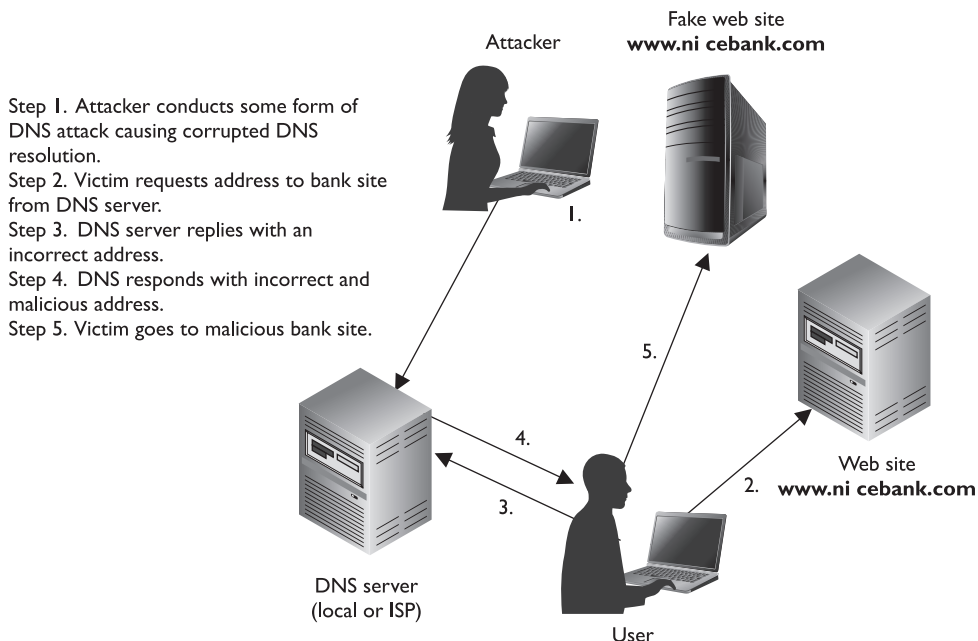 Fake web site
www.ni cebank.com
Attacker
Step 1. Attacker conducts some form of
DNS attack causing corrupted DNS
resolution.
Step 2. Victim requests address to bank site
from DNS server.
Step 3. DNS server replies with an
incorrect address.
Step 4. DNS responds with incorrect and
malicious address.
Step 5. Victim goes to malicious bank site.
1.
5.
4.
3.
2.
Web site
www.ni cebank.com
DNS server
(local or ISP)
User